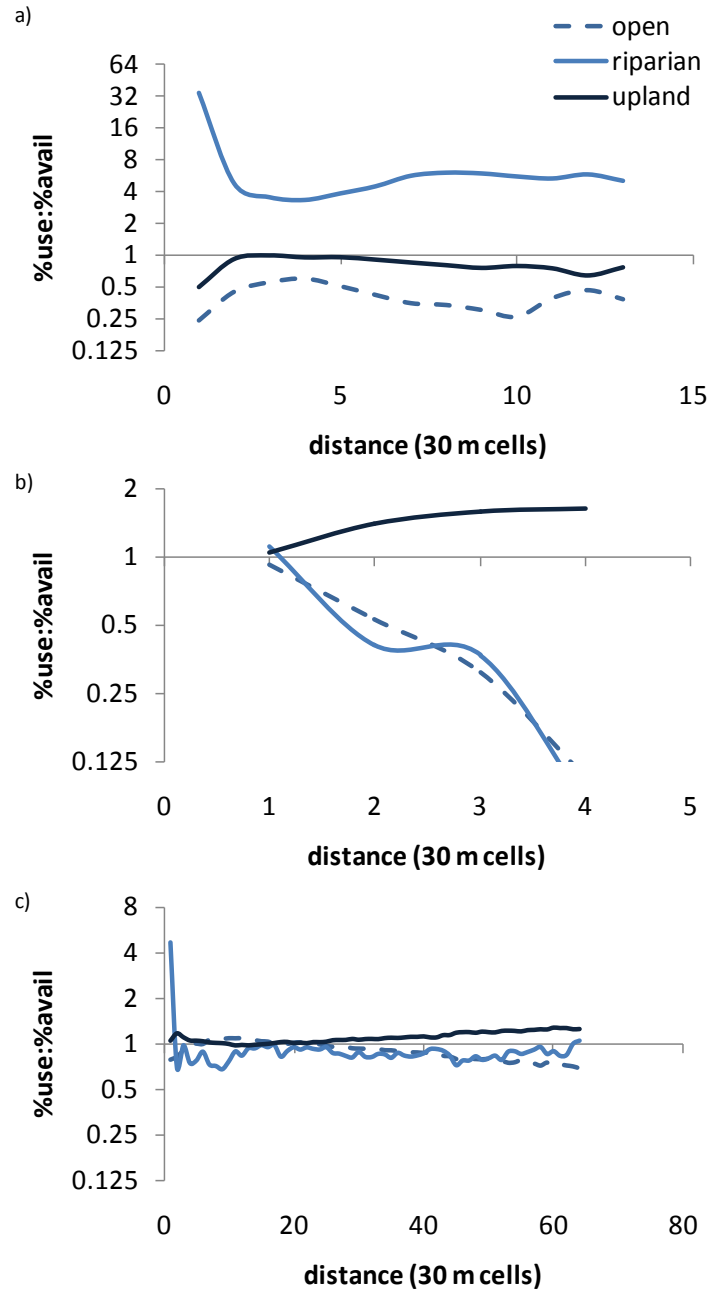 a)
open
riparian
upland
64
32
16
8
4
2
1
0.5
0.25
0.125
%use:%avail
0 5 10 15
distance (30 m cells)
b)
2
1
0.5
0.25
0.125
%use:%avail
0 1 2 3 4 5
distance (30 m cells)
c)
8
4
2
1
0.5
0.25
0.125
%use:%avail
0 20 40 60 80
distance (30 m cells)